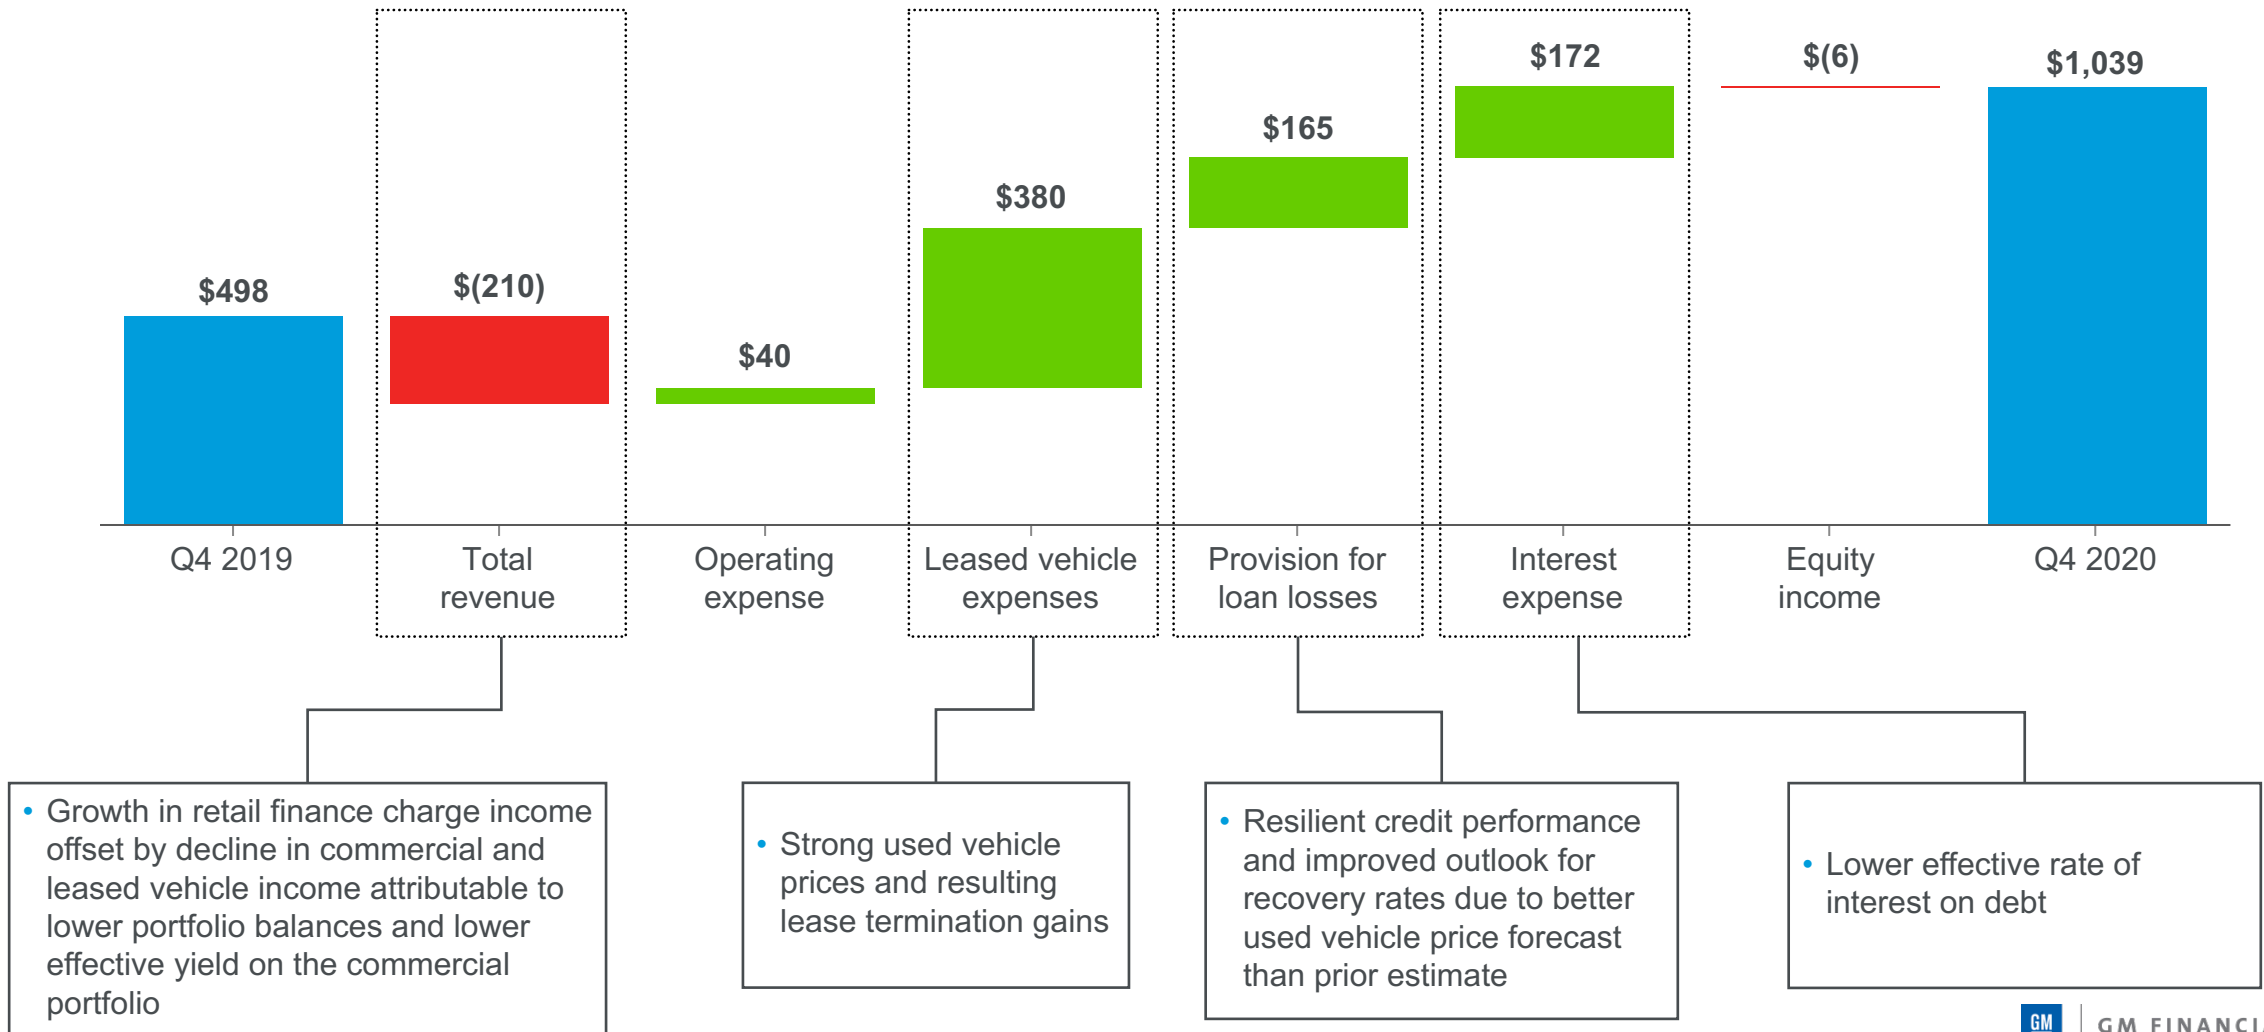 $498
$(210)
$40
$380
$165
$172
$(6)
$1,039
Q4 2019
Total
revenue
Operating
expense
Leased vehicle
expenses
Provision for
loan losses
Interest
expense
Equity
income
Q4 2020
• Growth in retail finance charge income
offset by decline in commercial and
leased vehicle income attributable to
lower portfolio balances and lower
effective yield on the commercial
portfolio
• Strong used vehicle
prices and resulting
lease termination gains
• Resilient credit performance
and improved outlook for
recovery rates due to better
used vehicle price forecast
than prior estimate
• Lower effective rate of
interest on debt
GM
GM FINANCI